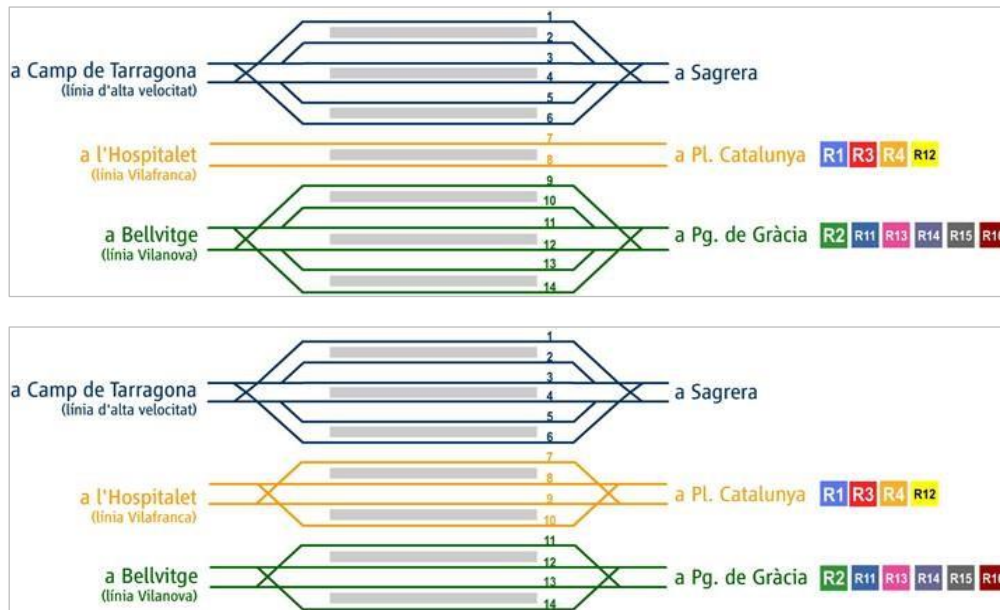 1
2
3
a Camp de Tarragona
(línia d'alta velocitat)
4
a Sagrera
5
6
7
a l'Hospitalet
(línia Vilafranca)
8
a Pl. Catalunya R1 R3 R4 R12
9
10
11
a Bellvitge
(línia Vilanova)
12
a Pg. de Gràcia R2 R11 R13 R14 R15 R16
13
14
1
2
3
a Camp de Tarragona
(línia d'alta velocitat)
4
a Sagrera
5
6
7
8
a l'Hospitalet
(línia Vilafranca)
9
a Pl. Catalunya R1 R3 R4 R12
10
11
12
a Bellvitge
(línia Vilanova)
13
a Pg. de Gràcia R2 R11 R13 R14 R15 R16
14